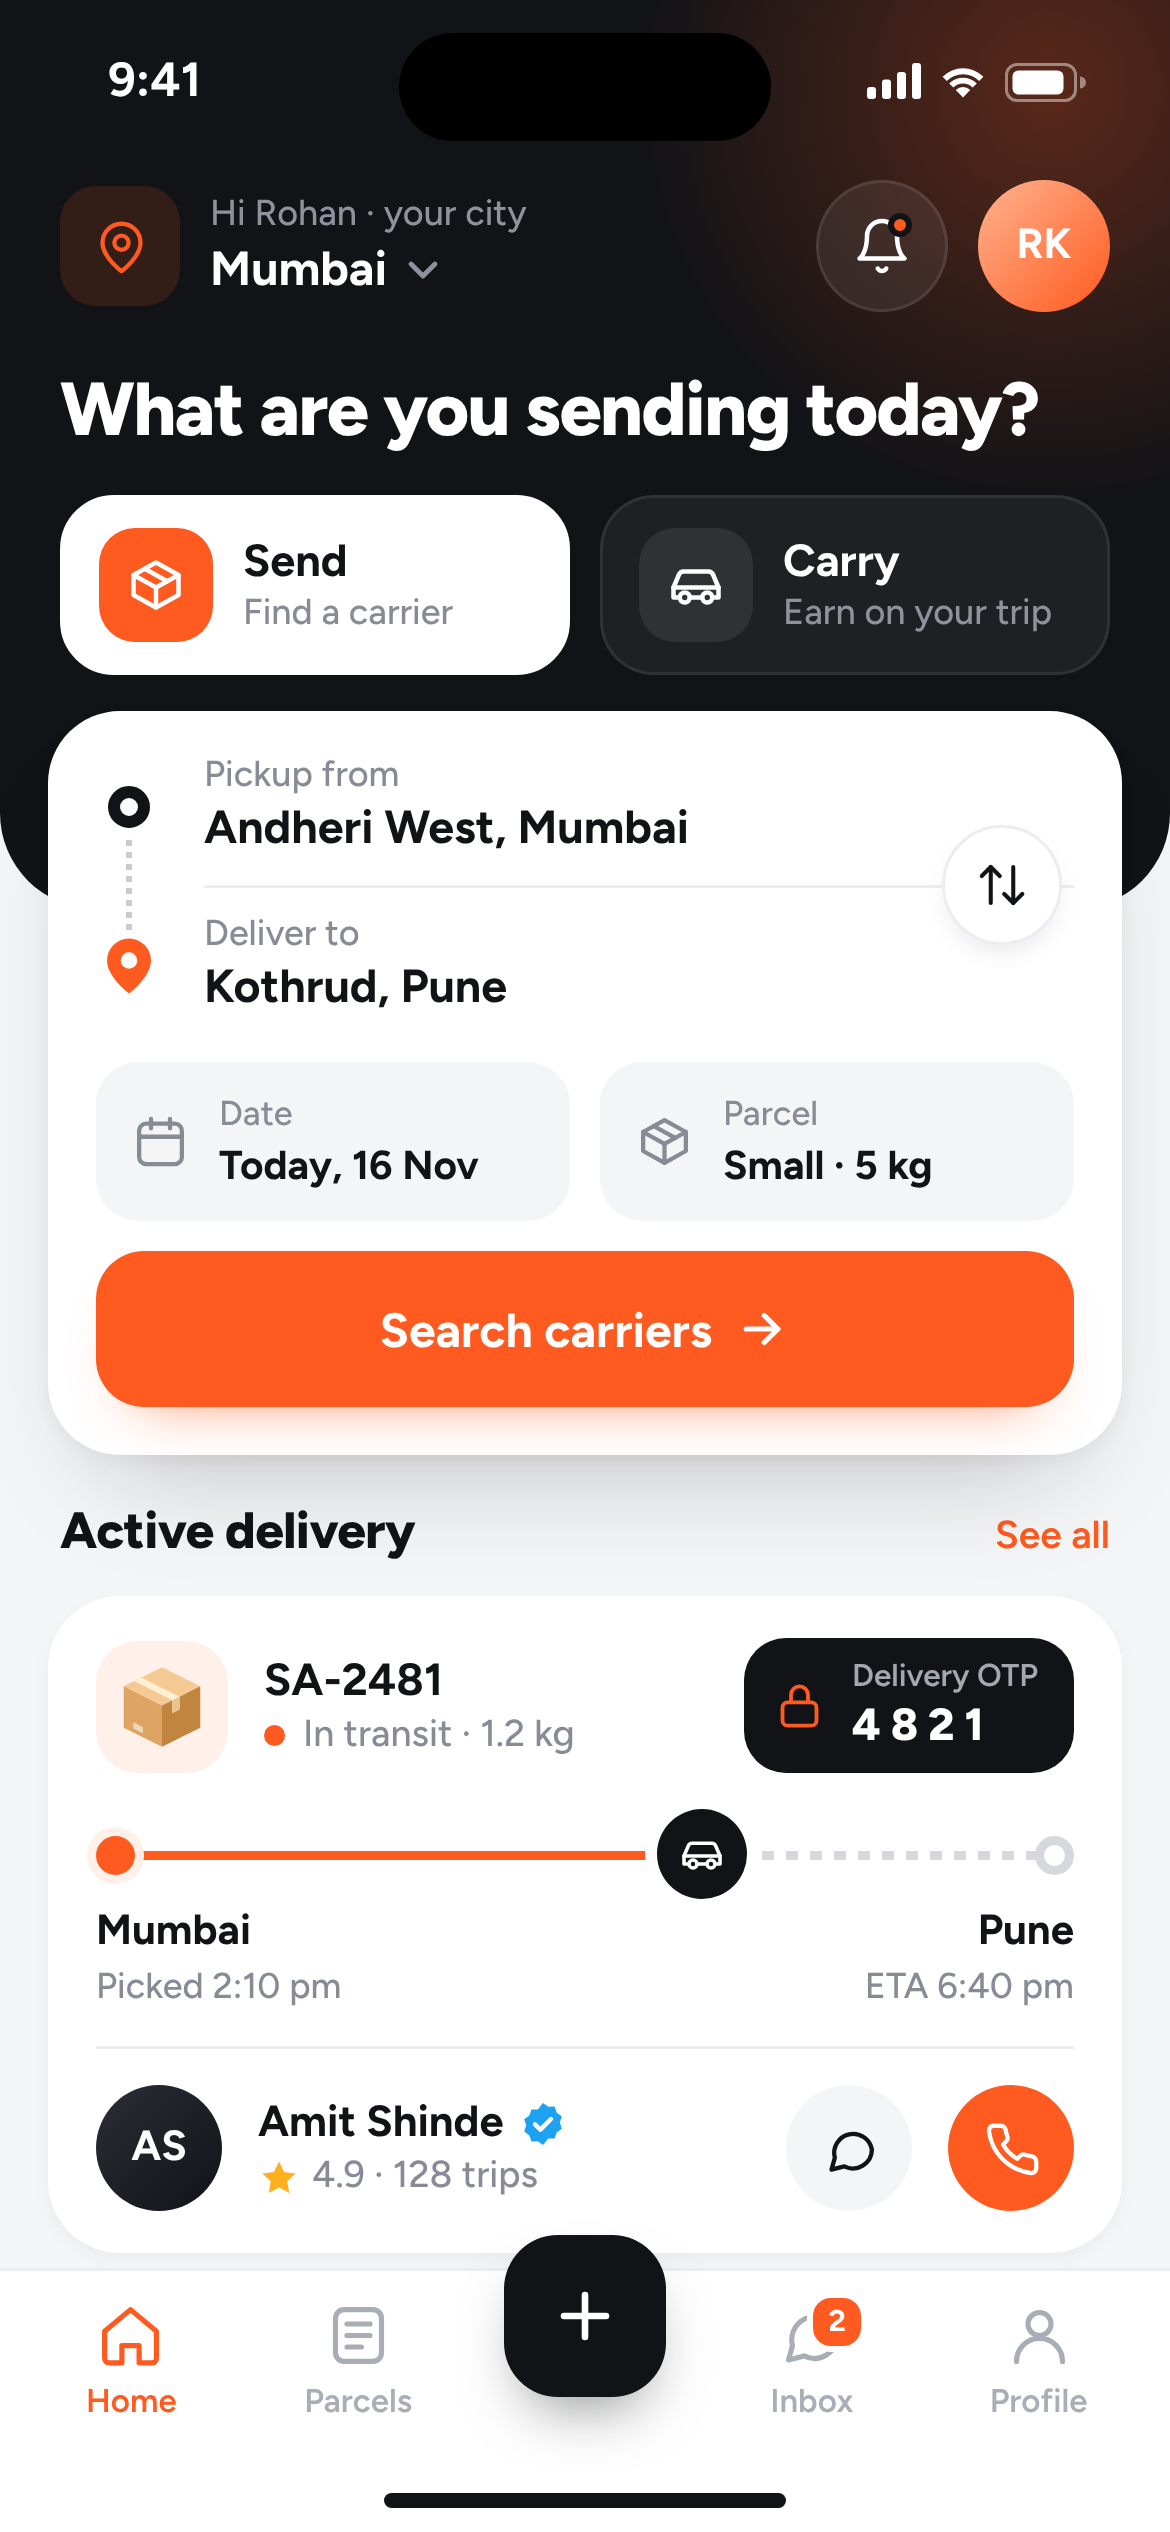 9:41
Hi Rohan · your city
Mumbai
RK
What are you sending today?
Send
Find a carrier
Carry
Earn on your trip
Pickup from
Andheri West, Mumbai
Deliver to
Kothrud, Pune
Date
Today, 16 Nov
Parcel
Small · 5 kg
Search carriers
Active delivery
See all
SA-2481
In transit · 1.2 kg
Delivery OTP
4821
Mumbai
Pune
Picked 2:10 pm
ETA 6:40 pm
AS
Amit Shinde
4.9 · 128 trips
2
Home
Parcels
Inbox
Profile